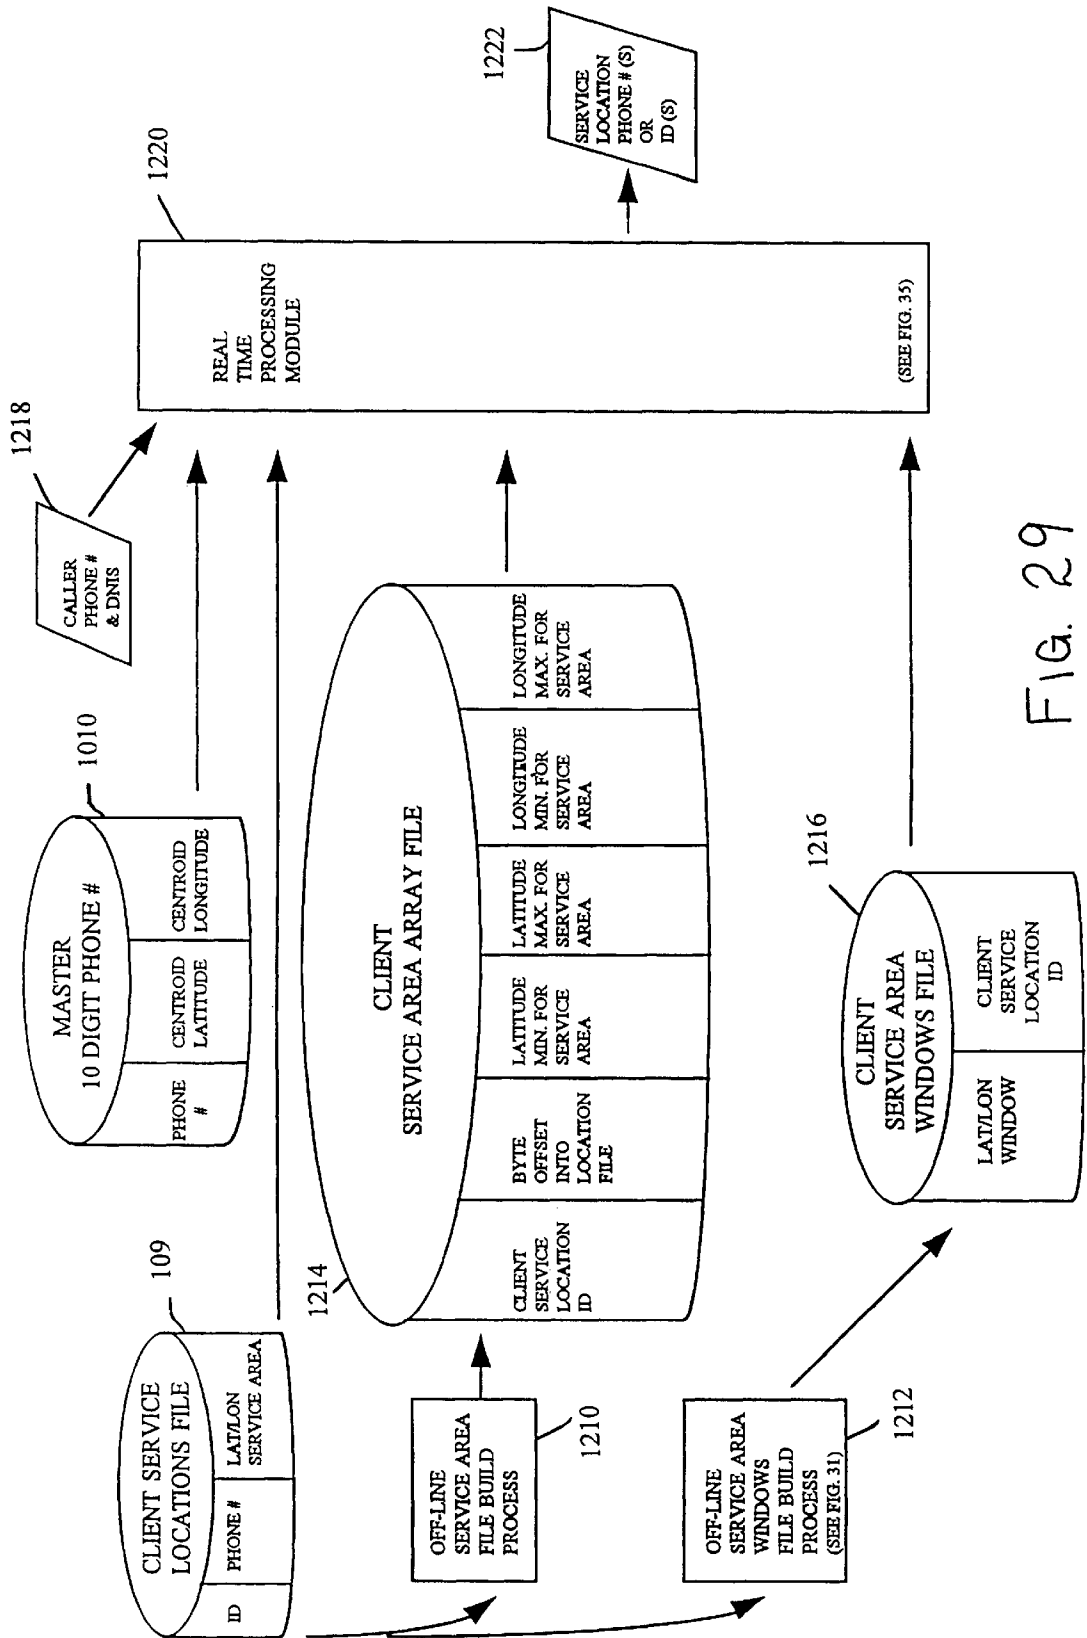 CLIENT SERVICE
LOCATIONS FILE
109
ID
PHONE #
LAT/LON
SERVICE AREA
MASTER
10 DIGIT PHONE #
1010
PHONE
#
CENTROID
LATITUDE
CENTROID
LONGITUDE
CALLER
PHONE #
& DNIS
1218
OFF-LINE
SERVICE AREA
FILE BUILD
PROCESS
1210
1214
CLIENT
SERVICE AREA ARRAY FILE
CLIENT
SERVICE
LOCATION
ID
BYTE
OFFSET
INTO
LOCATION
FILE
LATITUDE
MIN. FOR
SERVICE
AREA
LATITUDE
MAX. FOR
SERVICE
AREA
LONGITUDE
MIN. FOR
SERVICE
AREA
LONGITUDE
MAX. FOR
SERVICE
AREA
REAL
TIME
PROCESSING
MODULE
(SEE FIG. 35)
1220
SERVICE
LOCATION
PHONE # (S)
OR
ID (S)
1222
OFF-LINE
SERVICE AREA
WINDOWS
FILE BUILD
PROCESS
(SEE FIG. 31)
1212
CLIENT
SERVICE AREA
WINDOWS FILE
1216
LAT/LON
WINDOW
CLIENT
SERVICE
LOCATION
ID
FIG. 29